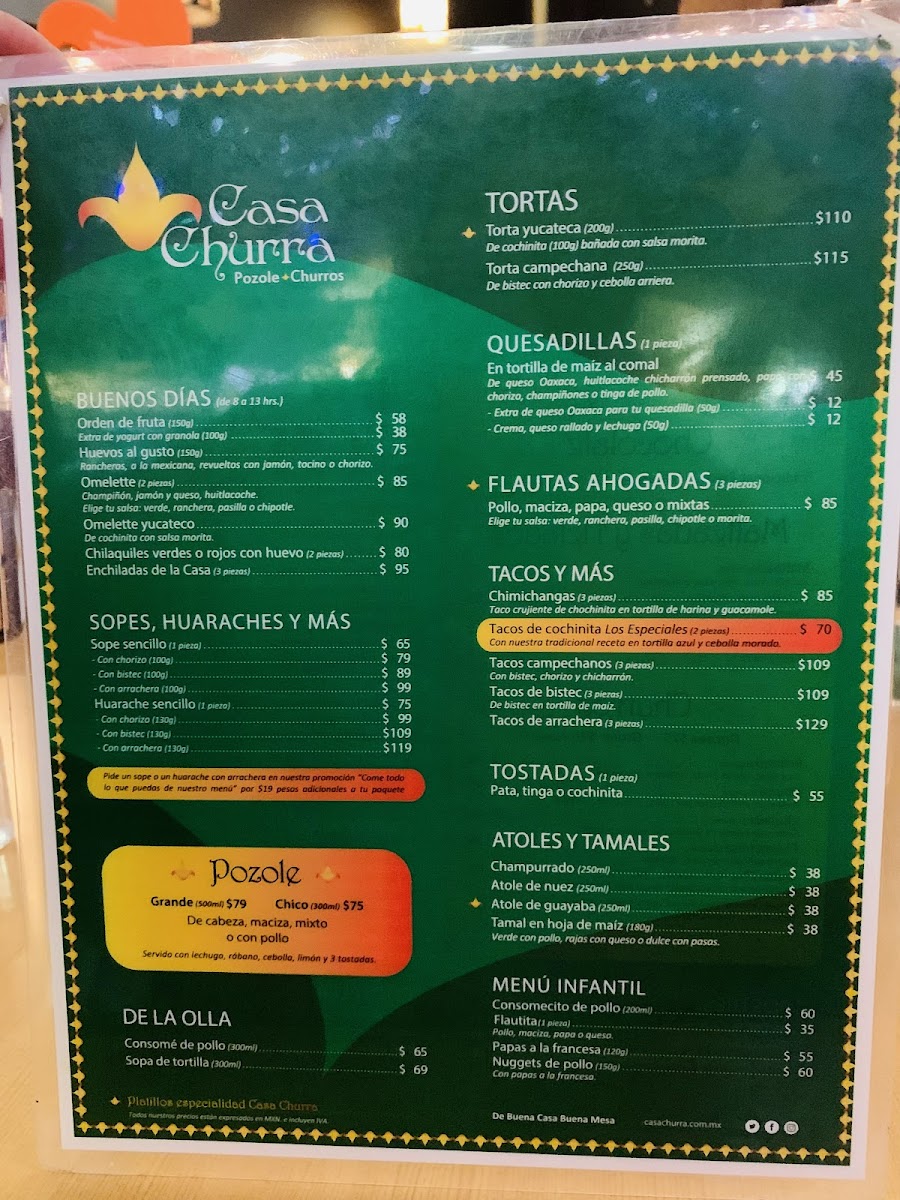 Casa
Churra
Pozole Churros
BUENOS DÍAS (de 8 a 13 hrs.)
Orden de fruta (150g) $ 58
Extra de yogurt con granola (100g) $ 38
Huevos al gusto (150g) $ 75
Rancheros, a la mexicana, revueltos con jamón, tocino o chorizo.
Omelette (2 piezas) $ 85
Champiñón, jamón y queso, huitlacoche.
Elige tu salsa: verde, ranchera, pasilla o chipotle.
Omelette yucateco $ 90
De cochinita con salsa morita.
Chilaquiles verdes o rojos con huevo (2 piezas) $ 80
Enchiladas de la Casa (3 piezas) $ 95
SOPES, HUARACHES Y MÁS
Sope sencillo (1 pieza) $ 65
- Con chorizo (100g) $ 79
- Con bistec (100g) $ 89
- Con arrachera (100g) $ 99
Huarache sencillo (1 pieza) $ 75
- Con chorizo (130g) $ 99
- Con bistec (130g) $109
- Con arrachera (130g) $119
Pide un sope o un huarache con arrachera en nuestra promoción "Come todo
lo que puedas de nuestro menú" por $19 pesos adicionales a tu paquete
Pozole
Grande (500ml) $79 Chico (300ml) $75
De cabeza, maciza, mixto
o con pollo
Servido con lechuga, rábano, cebolla, limón y 3 tostadas.
DE LA OLLA
Consomé de pollo (300ml) $ 65
Sopa de tortilla (300ml) $ 69
Platillos especialidad Casa Churra
Todos nuestros precios están expresados en MXN. e incluyen IVA.
TORTAS
Torta yucateca (200g) $110
De cochinita (100g) bañada con salsa morita.
Torta campechana (250g) $115
De bistec con chorizo y cebolla arriera.
QUESADILLAS (1 pieza)
En tortilla de maíz al comal
De queso Oaxaca, huitlacoche chicharrón prensado, papa con $ 45
chorizo, champiñones o tinga de pollo.
- Extra de queso Oaxaca para tu quesadilla (50g) $ 12
- Crema, queso rallado y lechuga (50g) $ 12
FLAUTAS AHOGADAS (3 piezas)
Pollo, maciza, papa, queso o mixtas $ 85
Elige tu salsa: verde, ranchera, pasilla, chipotle o morita.
TACOS Y MÁS
Chimichangas (3 piezas) $ 85
Taco crujiente de chochinita en tortilla de harina y guacamole.
Tacos de cochinita Los Especiales (2 piezas) $ 70
Con nuestra tradicional receta en tortilla azul y cebolla morada.
Tacos campechanos (3 piezas) $109
Con bistec, chorizo y chicharrón.
Tacos de bistec (3 piezas) $109
De bistec en tortilla de maíz.
Tacos de arrachera (3 piezas) $129
TOSTADAS (1 pieza)
Pata, tinga o cochinita $ 55
ATOLES Y TAMALES
Champurrado (250ml) $ 38
Atole de nuez (250ml) $ 38
Atole de guayaba (250ml) $ 38
Tamal en hoja de maíz (180g) $ 38
Verde con pollo, rajas con queso o dulce con pasas.
MENÚ INFANTIL
Consomecito de pollo (200ml) $ 60
Flautita (1 pieza) $ 35
Pollo, maciza, papa o queso.
Papas a la francesa (120g) $ 55
Nuggets de pollo (150g) $ 60
Con papas a la francesa.
De Buena Casa Buena Mesa casachurra.com.mx